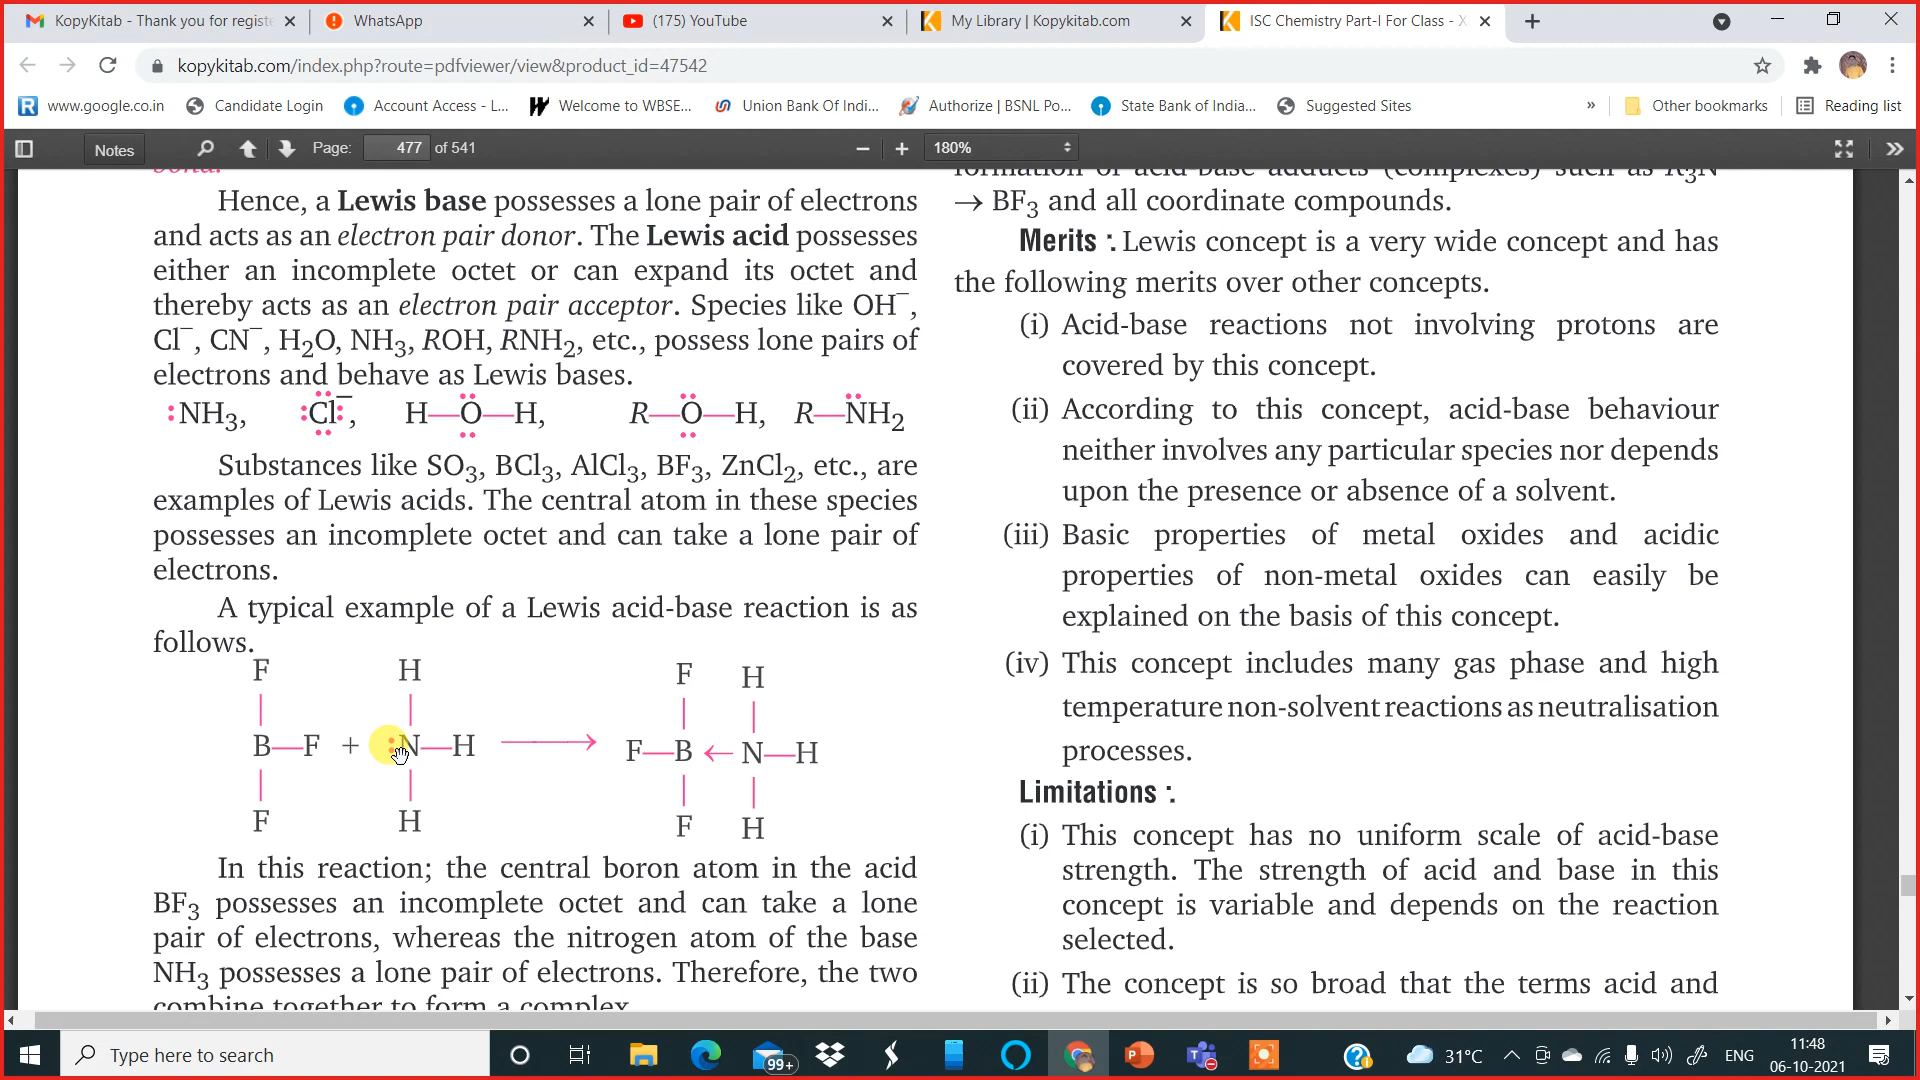 KopyKitab - Thank you for registe
WhatsApp
(175) YouTube
My Library | Kopykitab.com
ISC Chemistry Part-I For Class - X
kopykitab.com/index.php?route=pdfviewer/view&product_id=47542
www.google.co.in
Candidate Login
Account Access - L...
Welcome to WBSE...
Union Bank Of Indi...
Authorize | BSNL Po...
State Bank of India...
Suggested Sites
»
Other bookmarks
Reading list
Notes
Page: 477 of 541
180%
bond.
Hence, a Lewis base possesses a lone pair of electrons
and acts as an electron pair donor. The Lewis acid possesses
either an incomplete octet or can expand its octet and
thereby acts as an electron pair acceptor. Species like OH⁻,
Cl⁻, CN⁻, H₂O, NH₃, ROH, RNH₂, etc., possess lone pairs of
electrons and behave as Lewis bases.
:NH₃, :Cl:⁻, H—O—H, R—O—H, R—NH₂
Substances like SO₃, BCl₃, AlCl₃, BF₃, ZnCl₂, etc., are
examples of Lewis acids. The central atom in these species
possesses an incomplete octet and can take a lone pair of
electrons.
A typical example of a Lewis acid-base reaction is as
follows.
F H F H
B—F + :N—H ⟶ F—B ← N—H
F H F H
In this reaction; the central boron atom in the acid
BF₃ possesses an incomplete octet and can take a lone
pair of electrons, whereas the nitrogen atom of the base
NH₃ possesses a lone pair of electrons. Therefore, the two
combine together to form a complex
formation of acid-base adducts (complexes) such as R₃N
→ BF₃ and all coordinate compounds.
Merits : Lewis concept is a very wide concept and has
the following merits over other concepts.
(i) Acid-base reactions not involving protons are
covered by this concept.
(ii) According to this concept, acid-base behaviour
neither involves any particular species nor depends
upon the presence or absence of a solvent.
(iii) Basic properties of metal oxides and acidic
properties of non-metal oxides can easily be
explained on the basis of this concept.
(iv) This concept includes many gas phase and high
temperature non-solvent reactions as neutralisation
processes.
Limitations :
(i) This concept has no uniform scale of acid-base
strength. The strength of acid and base in this
concept is variable and depends on the reaction
selected.
(ii) The concept is so broad that the terms acid and
Type here to search
99+
31°C
ENG
11:48
06-10-2021